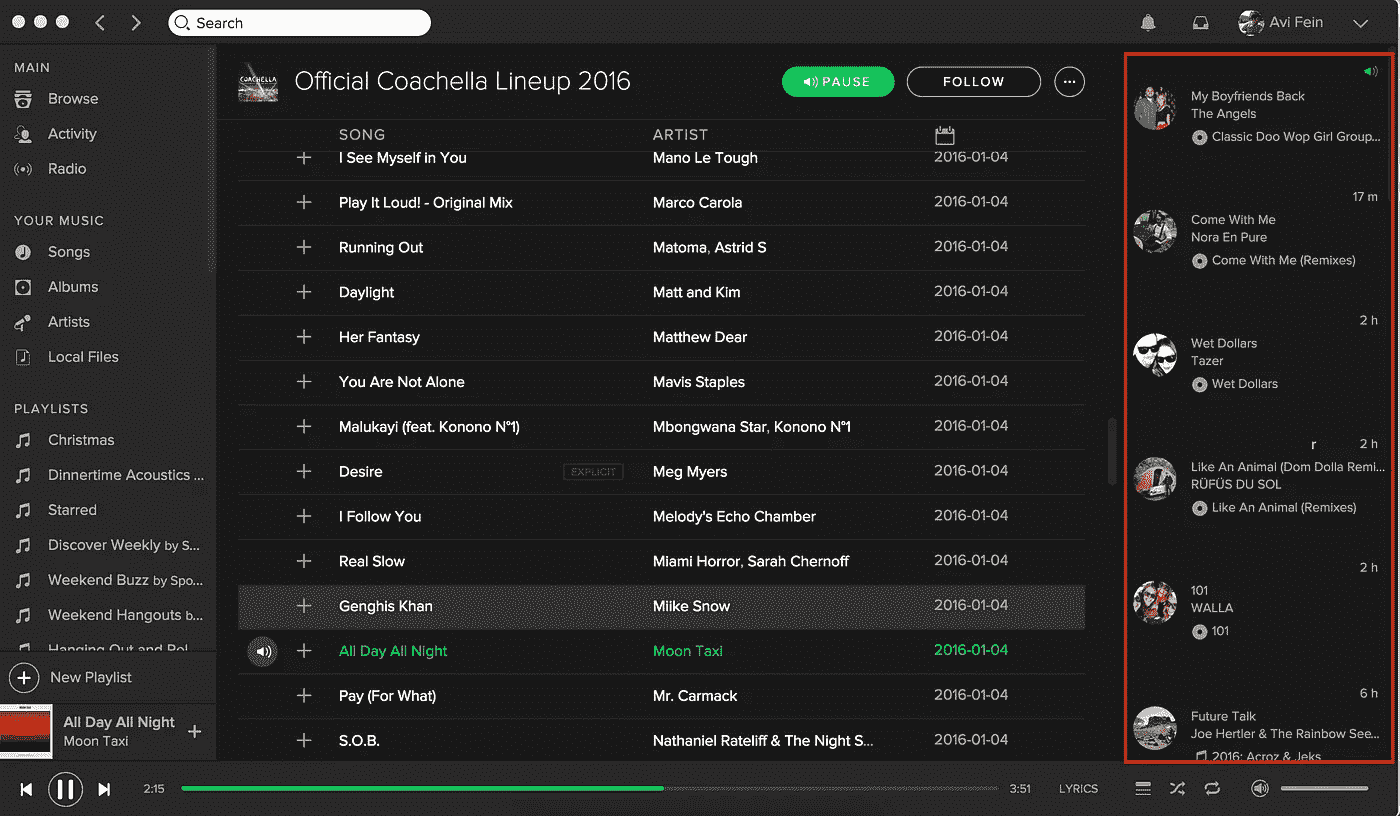 Search
Avi Fein
MAIN
Browse
Activity
Radio
YOUR MUSIC
Songs
Albums
Artists
Local Files
PLAYLISTS
Christmas
Dinnertime Acoustics ...
Starred
Discover Weekly by S...
Weekend Buzz by Spo...
Weekend Hangouts b...
Hanging Out and Rel
New Playlist
All Day All Night
Moon Taxi
COACHELLA
Official Coachella Lineup 2016
PAUSE
FOLLOW
SONG ARTIST
I See Myself in You Mano Le Tough 2016-01-04
Play It Loud! - Original Mix Marco Carola 2016-01-04
Running Out Matoma, Astrid S 2016-01-04
Daylight Matt and Kim 2016-01-04
Her Fantasy Matthew Dear 2016-01-04
You Are Not Alone Mavis Staples 2016-01-04
Malukayi (feat. Konono N°1) Mbongwana Star, Konono N°1 2016-01-04
Desire EXPLICIT Meg Myers 2016-01-04
I Follow You Melody's Echo Chamber 2016-01-04
Real Slow Miami Horror, Sarah Chernoff 2016-01-04
Genghis Khan Miike Snow 2016-01-04
All Day All Night Moon Taxi 2016-01-04
Pay (For What) Mr. Carmack 2016-01-04
S.O.B. Nathaniel Rateliff & The Night S... 2016-01-04
My Boyfriends Back
The Angels
Classic Doo Wop Girl Group...
17 m
Come With Me
Nora En Pure
Come With Me (Remixes)
2 h
Wet Dollars
Tazer
Wet Dollars
r 2 h
Like An Animal (Dom Dolla Remi...
RÜFÜS DU SOL
Like An Animal (Remixes)
2 h
101
WALLA
101
6 h
Future Talk
Joe Hertler & The Rainbow See...
2016: Acroz & Jeks
2:15
3:51
LYRICS